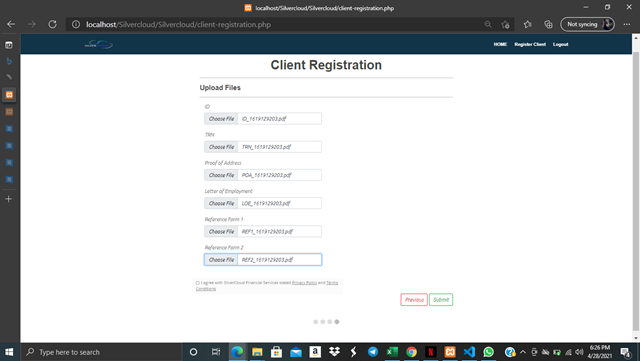 localhost/Silvercloud/Silvercloud/client-registration.php
localhost/Silvercloud/Silvercloud/client-registration.php
Not syncing
HOME Register Client Logout
Client Registration
Upload Files
ID
Choose File ID_1619129203.pdf
TRN
Choose File TRN_1619129203.pdf
Proof of Address
Choose File POA_1619129203.pdf
Letter of Employment
Choose File LOE_1619129203.pdf
Reference Form 1
Choose File REF1_1619129203.pdf
Reference Form 2
Choose File REF2_1619129203.pdf
I agree with SilverCloud Financial Services stated Privacy Policy and Terms
Conditions
Previous Submit
Type here to search
6:26 PM
4/28/2021